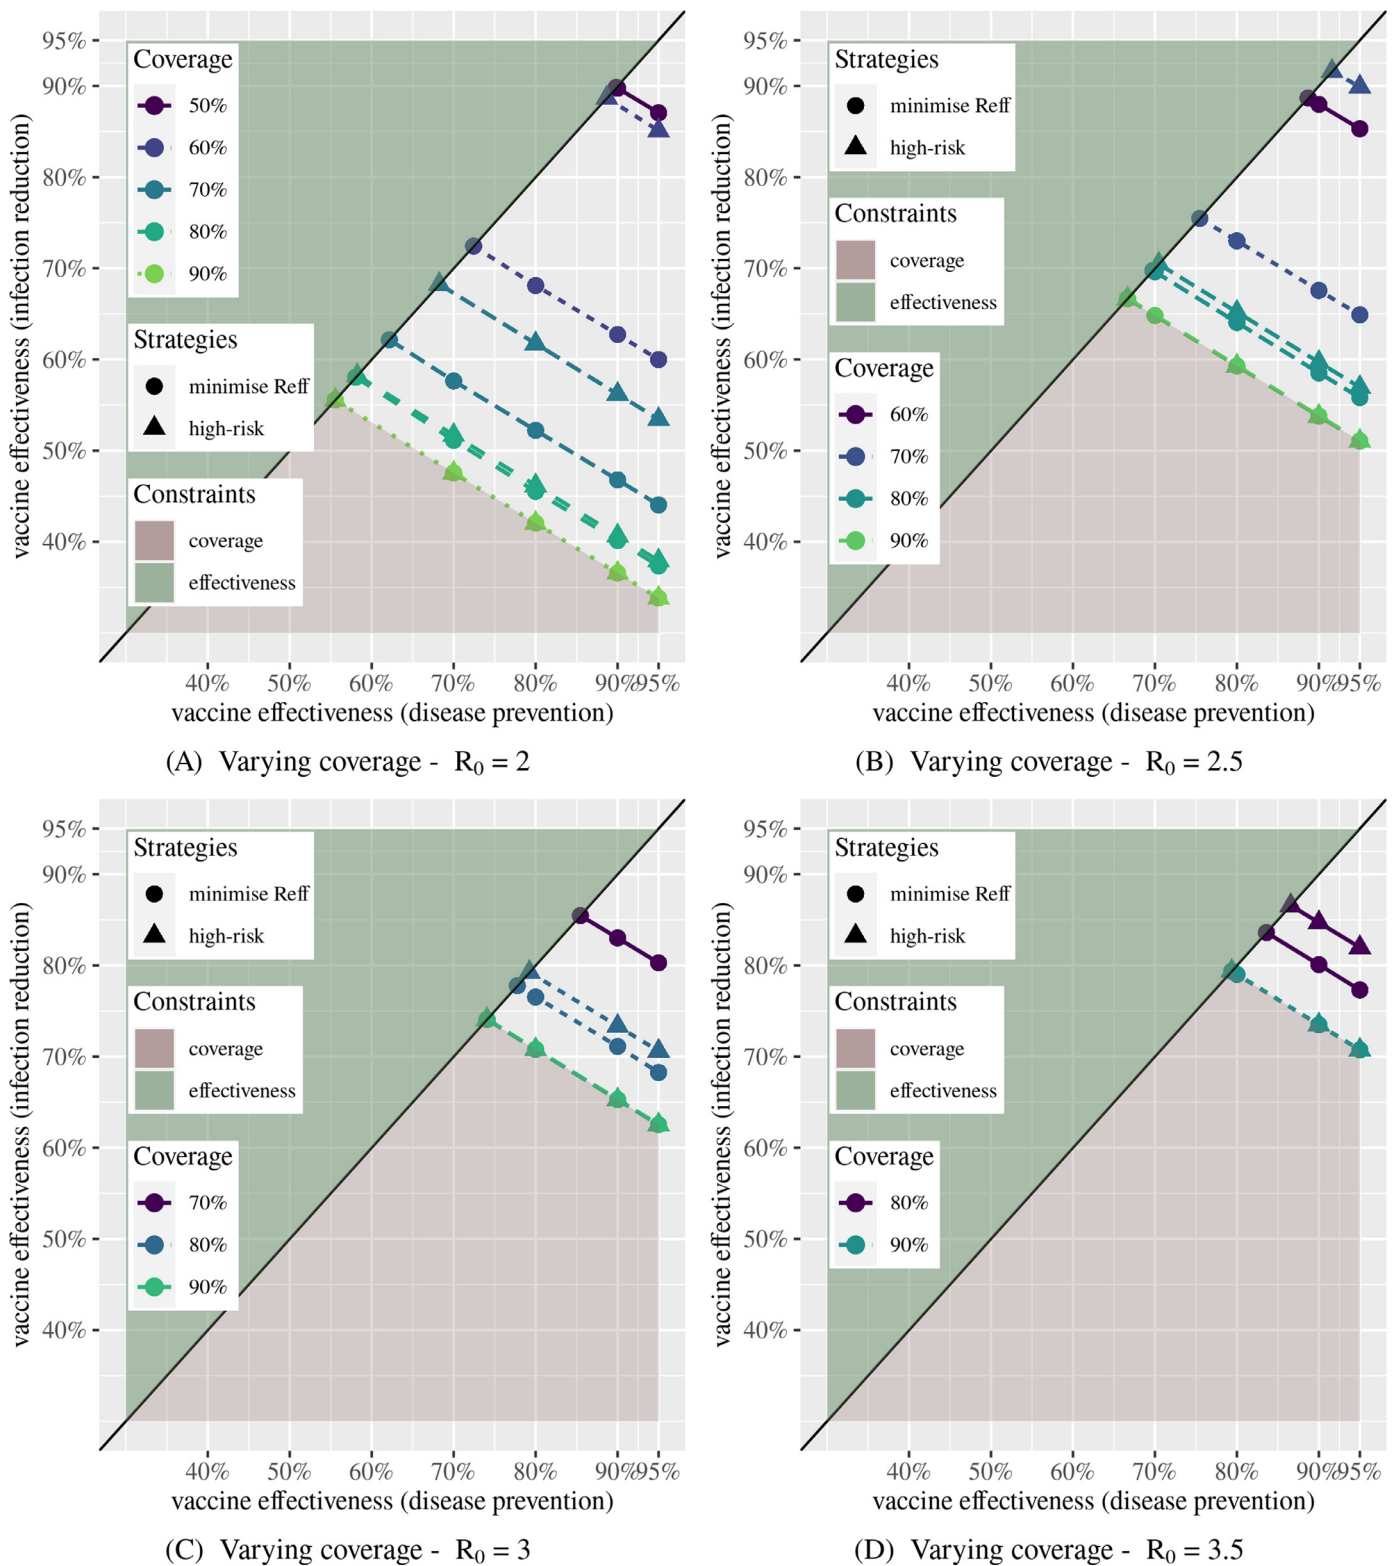 95%
90%
80%
70%
60%
50%
40%
vaccine effectiveness (infection reduction)
Coverage
50%
60%
70%
80%
90%
Strategies
minimise Reff
high-risk
Constraints
coverage
effectiveness
40%
50%
60%
70%
80%
90%
95%
vaccine effectiveness (disease prevention)
(A) Varying coverage - R₀ = 2
95%
90%
80%
70%
60%
50%
40%
vaccine effectiveness (infection reduction)
Strategies
minimise Reff
high-risk
Constraints
coverage
effectiveness
Coverage
60%
70%
80%
90%
40%
50%
60%
70%
80%
90%
95%
vaccine effectiveness (disease prevention)
(B) Varying coverage - R₀ = 2.5
95%
90%
80%
70%
60%
50%
40%
vaccine effectiveness (infection reduction)
Strategies
minimise Reff
high-risk
Constraints
coverage
effectiveness
Coverage
70%
80%
90%
40%
50%
60%
70%
80%
90%
95%
vaccine effectiveness (disease prevention)
(C) Varying coverage - R₀ = 3
95%
90%
80%
70%
60%
50%
40%
vaccine effectiveness (infection reduction)
Strategies
minimise Reff
high-risk
Constraints
coverage
effectiveness
Coverage
80%
90%
40%
50%
60%
70%
80%
90%
95%
vaccine effectiveness (disease prevention)
(D) Varying coverage - R₀ = 3.5